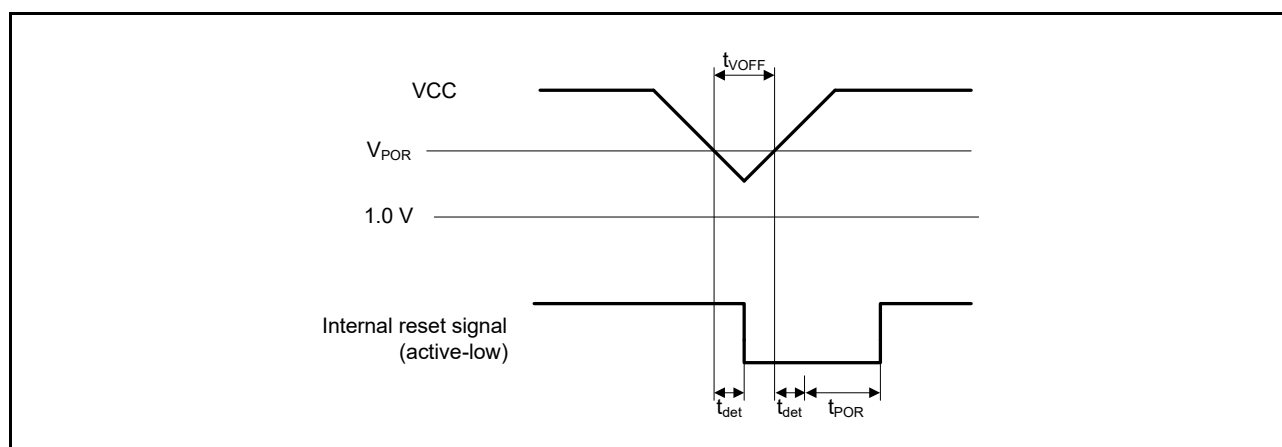 tVOFF
VCC
VPOR
1.0 V
Internal reset signal
(active-low)
tdet
tdet
tPOR